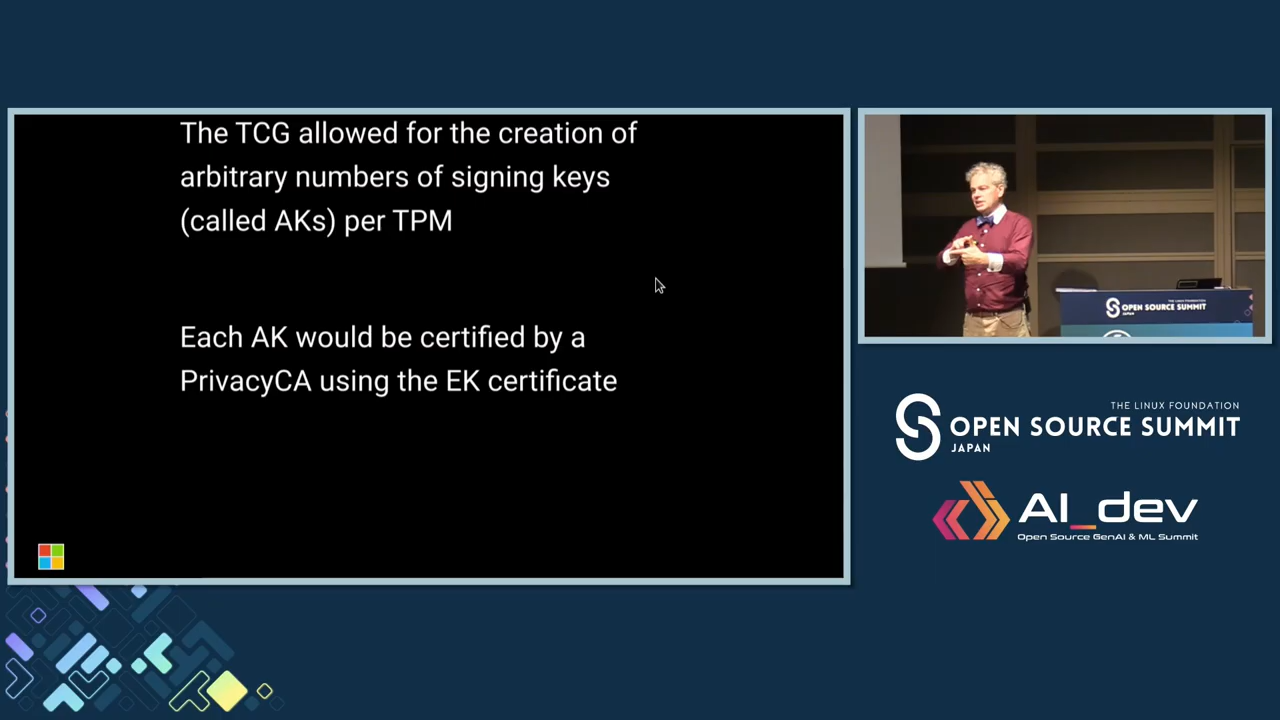 The TCG allowed for the creation of
arbitrary numbers of signing keys
(called AKs) per TPM
Each AK would be certified by a
PrivacyCA using the EK certificate
OPEN SOURCE SUMMIT
JAPAN
THE LINUX FOUNDATION
OPEN SOURCE SUMMIT
JAPAN
AI_dev
Open Source GenAI & ML Summit